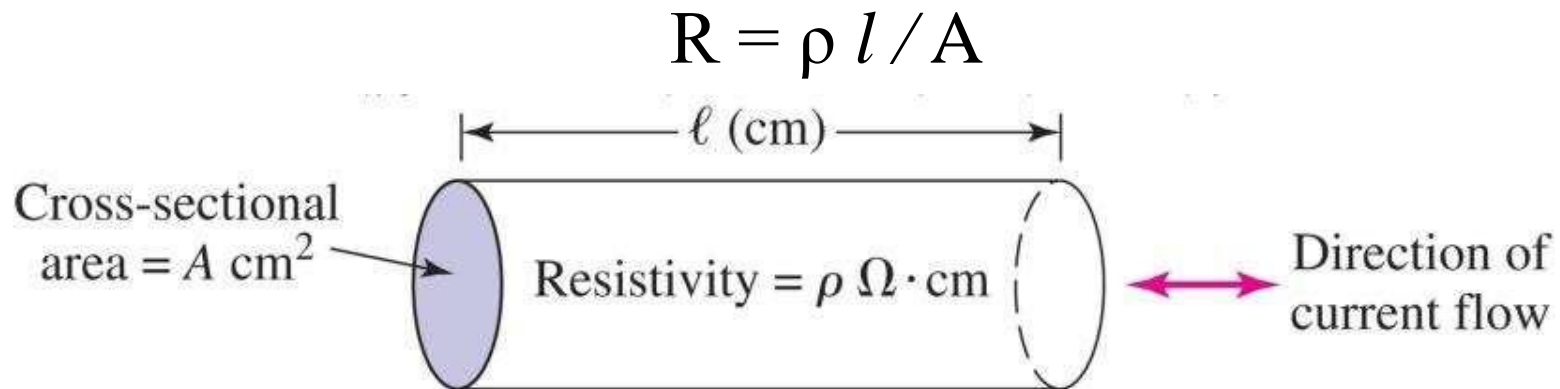 R = ρ l / A
ℓ (cm)
Cross-sectional
area = A cm²
Resistivity = ρ Ω·cm
Direction of
current flow